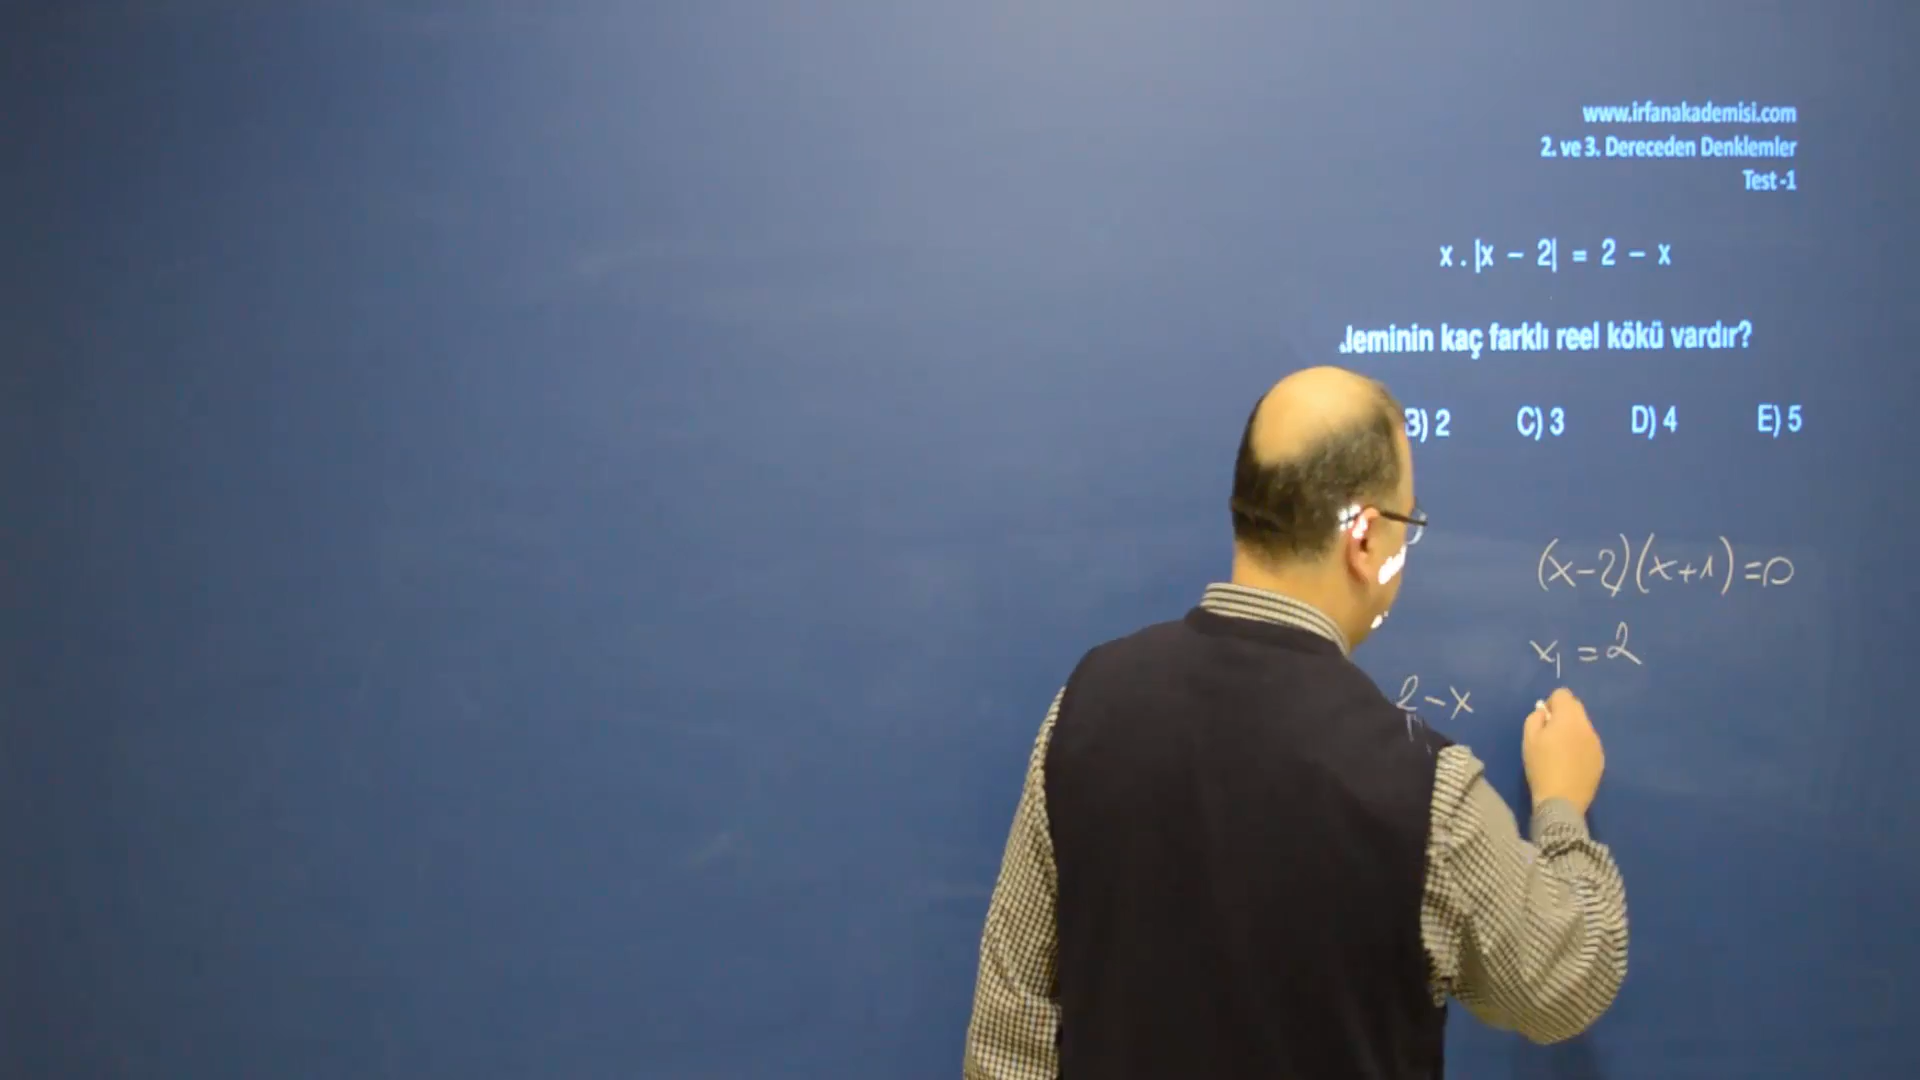 www.irfanakademisi.com
2. ve 3. Dereceden Denklemler
Test -1
x . |x - 2| = 2 - x
leminin kaç farklı reel kökü vardır?
B) 2 C) 3 D) 4 E) 5
(x-2)(x+1)=0
x₁ = 2
2-x